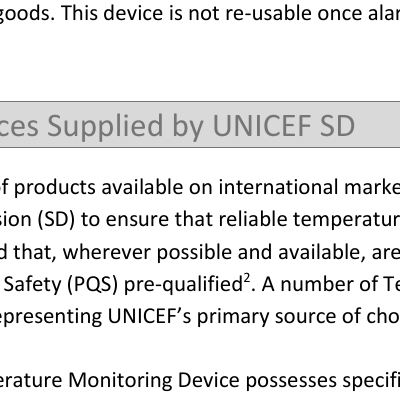 goods. This device is not re-usable once alar
ces Supplied by UNICEF SD
of products available on international marke
sion (SD) to ensure that reliable temperatur
d that, wherever possible and available, are
Safety (PQS) pre-qualified². A number of Te
epresenting UNICEF’s primary source of cho
erature Monitoring Device possesses specifi